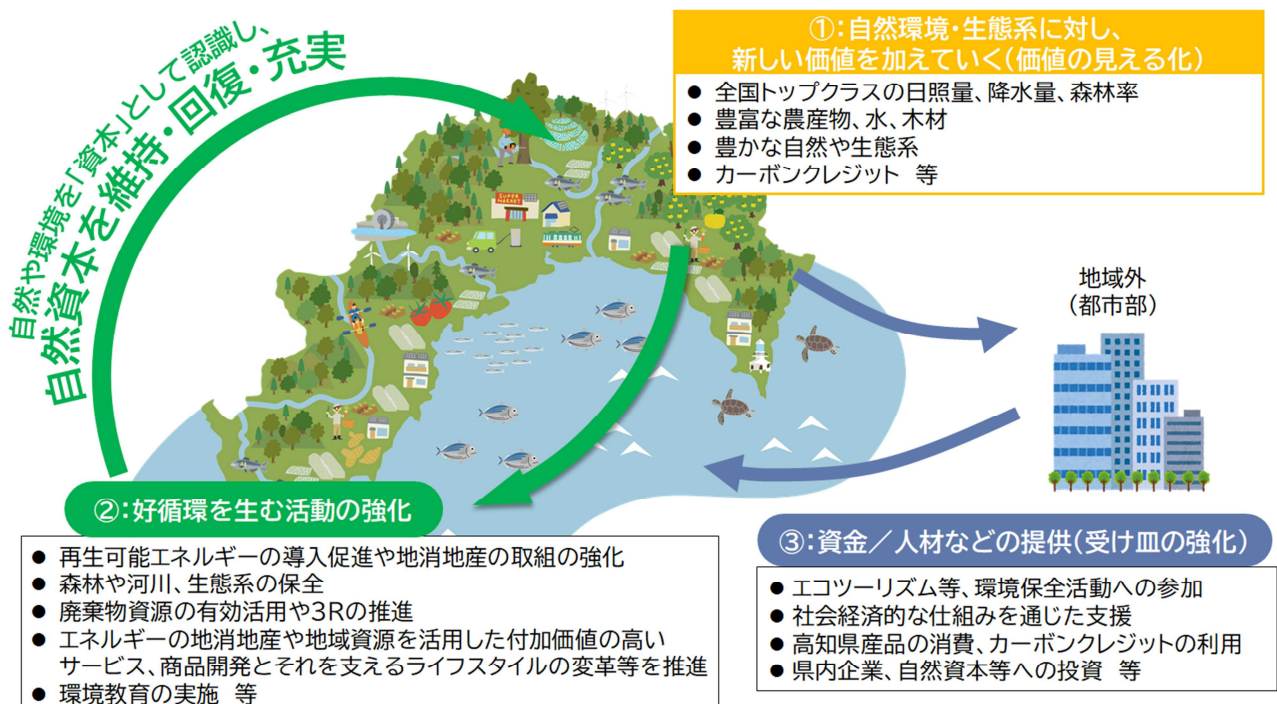 自然や環境を「資本」として認識し、
自然資本を維持・回復・充実
①:自然環境・生態系に対し、
新しい価値を加えていく(価値の見える化)
● 全国トップクラスの日照量、降水量、森林率
● 豊富な農産物、水、木材
● 豊かな自然や生態系
● カーボンクレジット 等
SUPER
MARKET
地域外
(都市部)
②:好循環を生む活動の強化
● 再生可能エネルギーの導入促進や地消地産の取組の強化
● 森林や河川、生態系の保全
● 廃棄物資源の有効活用や3Rの推進
● エネルギーの地消地産や地域資源を活用した付加価値の高い
サービス、商品開発とそれを支えるライフスタイルの変革等を推進
● 環境教育の実施 等
③:資金/人材などの提供(受け皿の強化)
● エコツーリズム等、環境保全活動への参加
● 社会経済的な仕組みを通じた支援
● 高知県産品の消費、カーボンクレジットの利用
● 県内企業、自然資本等への投資 等